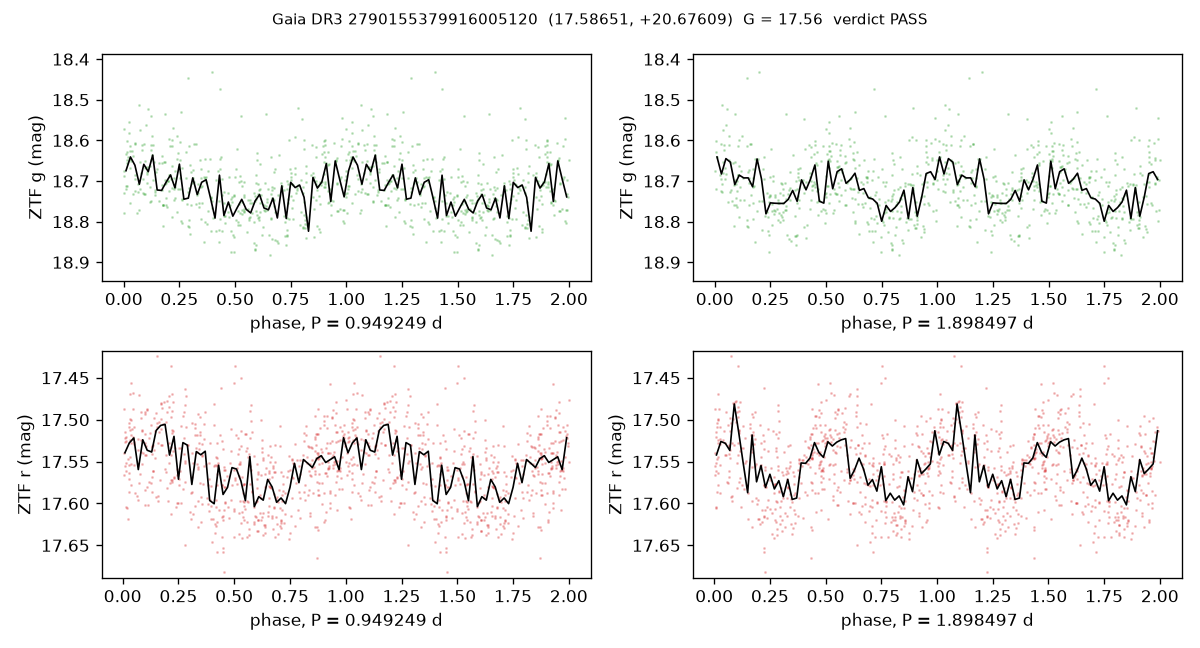 Gaia DR3 2790155379916005120 (17.58651, +20.67609) G = 17.56 verdict PASS
ZTF g (mag)
18.4
18.5
18.6
18.7
18.8
18.9
0.00 0.25 0.50 0.75 1.00 1.25 1.50 1.75 2.00
phase, P = 0.949249 d
ZTF g (mag)
18.4
18.5
18.6
18.7
18.8
18.9
0.00 0.25 0.50 0.75 1.00 1.25 1.50 1.75 2.00
phase, P = 1.898497 d
ZTF r (mag)
17.45
17.50
17.55
17.60
17.65
0.00 0.25 0.50 0.75 1.00 1.25 1.50 1.75 2.00
phase, P = 0.949249 d
ZTF r (mag)
17.45
17.50
17.55
17.60
17.65
0.00 0.25 0.50 0.75 1.00 1.25 1.50 1.75 2.00
phase, P = 1.898497 d